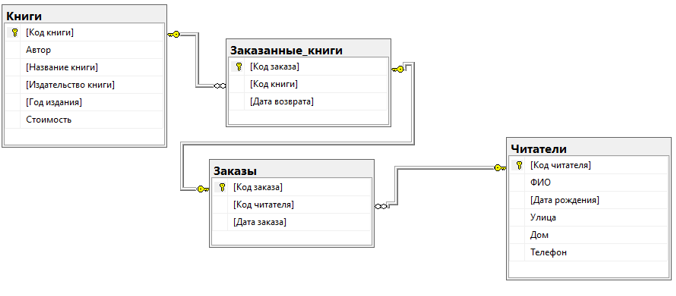 Книги
[Код книги]
Автор
[Название книги]
[Издательство книги]
[Год издания]
Стоимость
Заказанные_книги
[Код заказа]
[Код книги]
[Дата возврата]
Заказы
[Код заказа]
[Код читателя]
[Дата заказа]
Читатели
[Код читателя]
ФИО
[Дата рождения]
Улица
Дом
Телефон